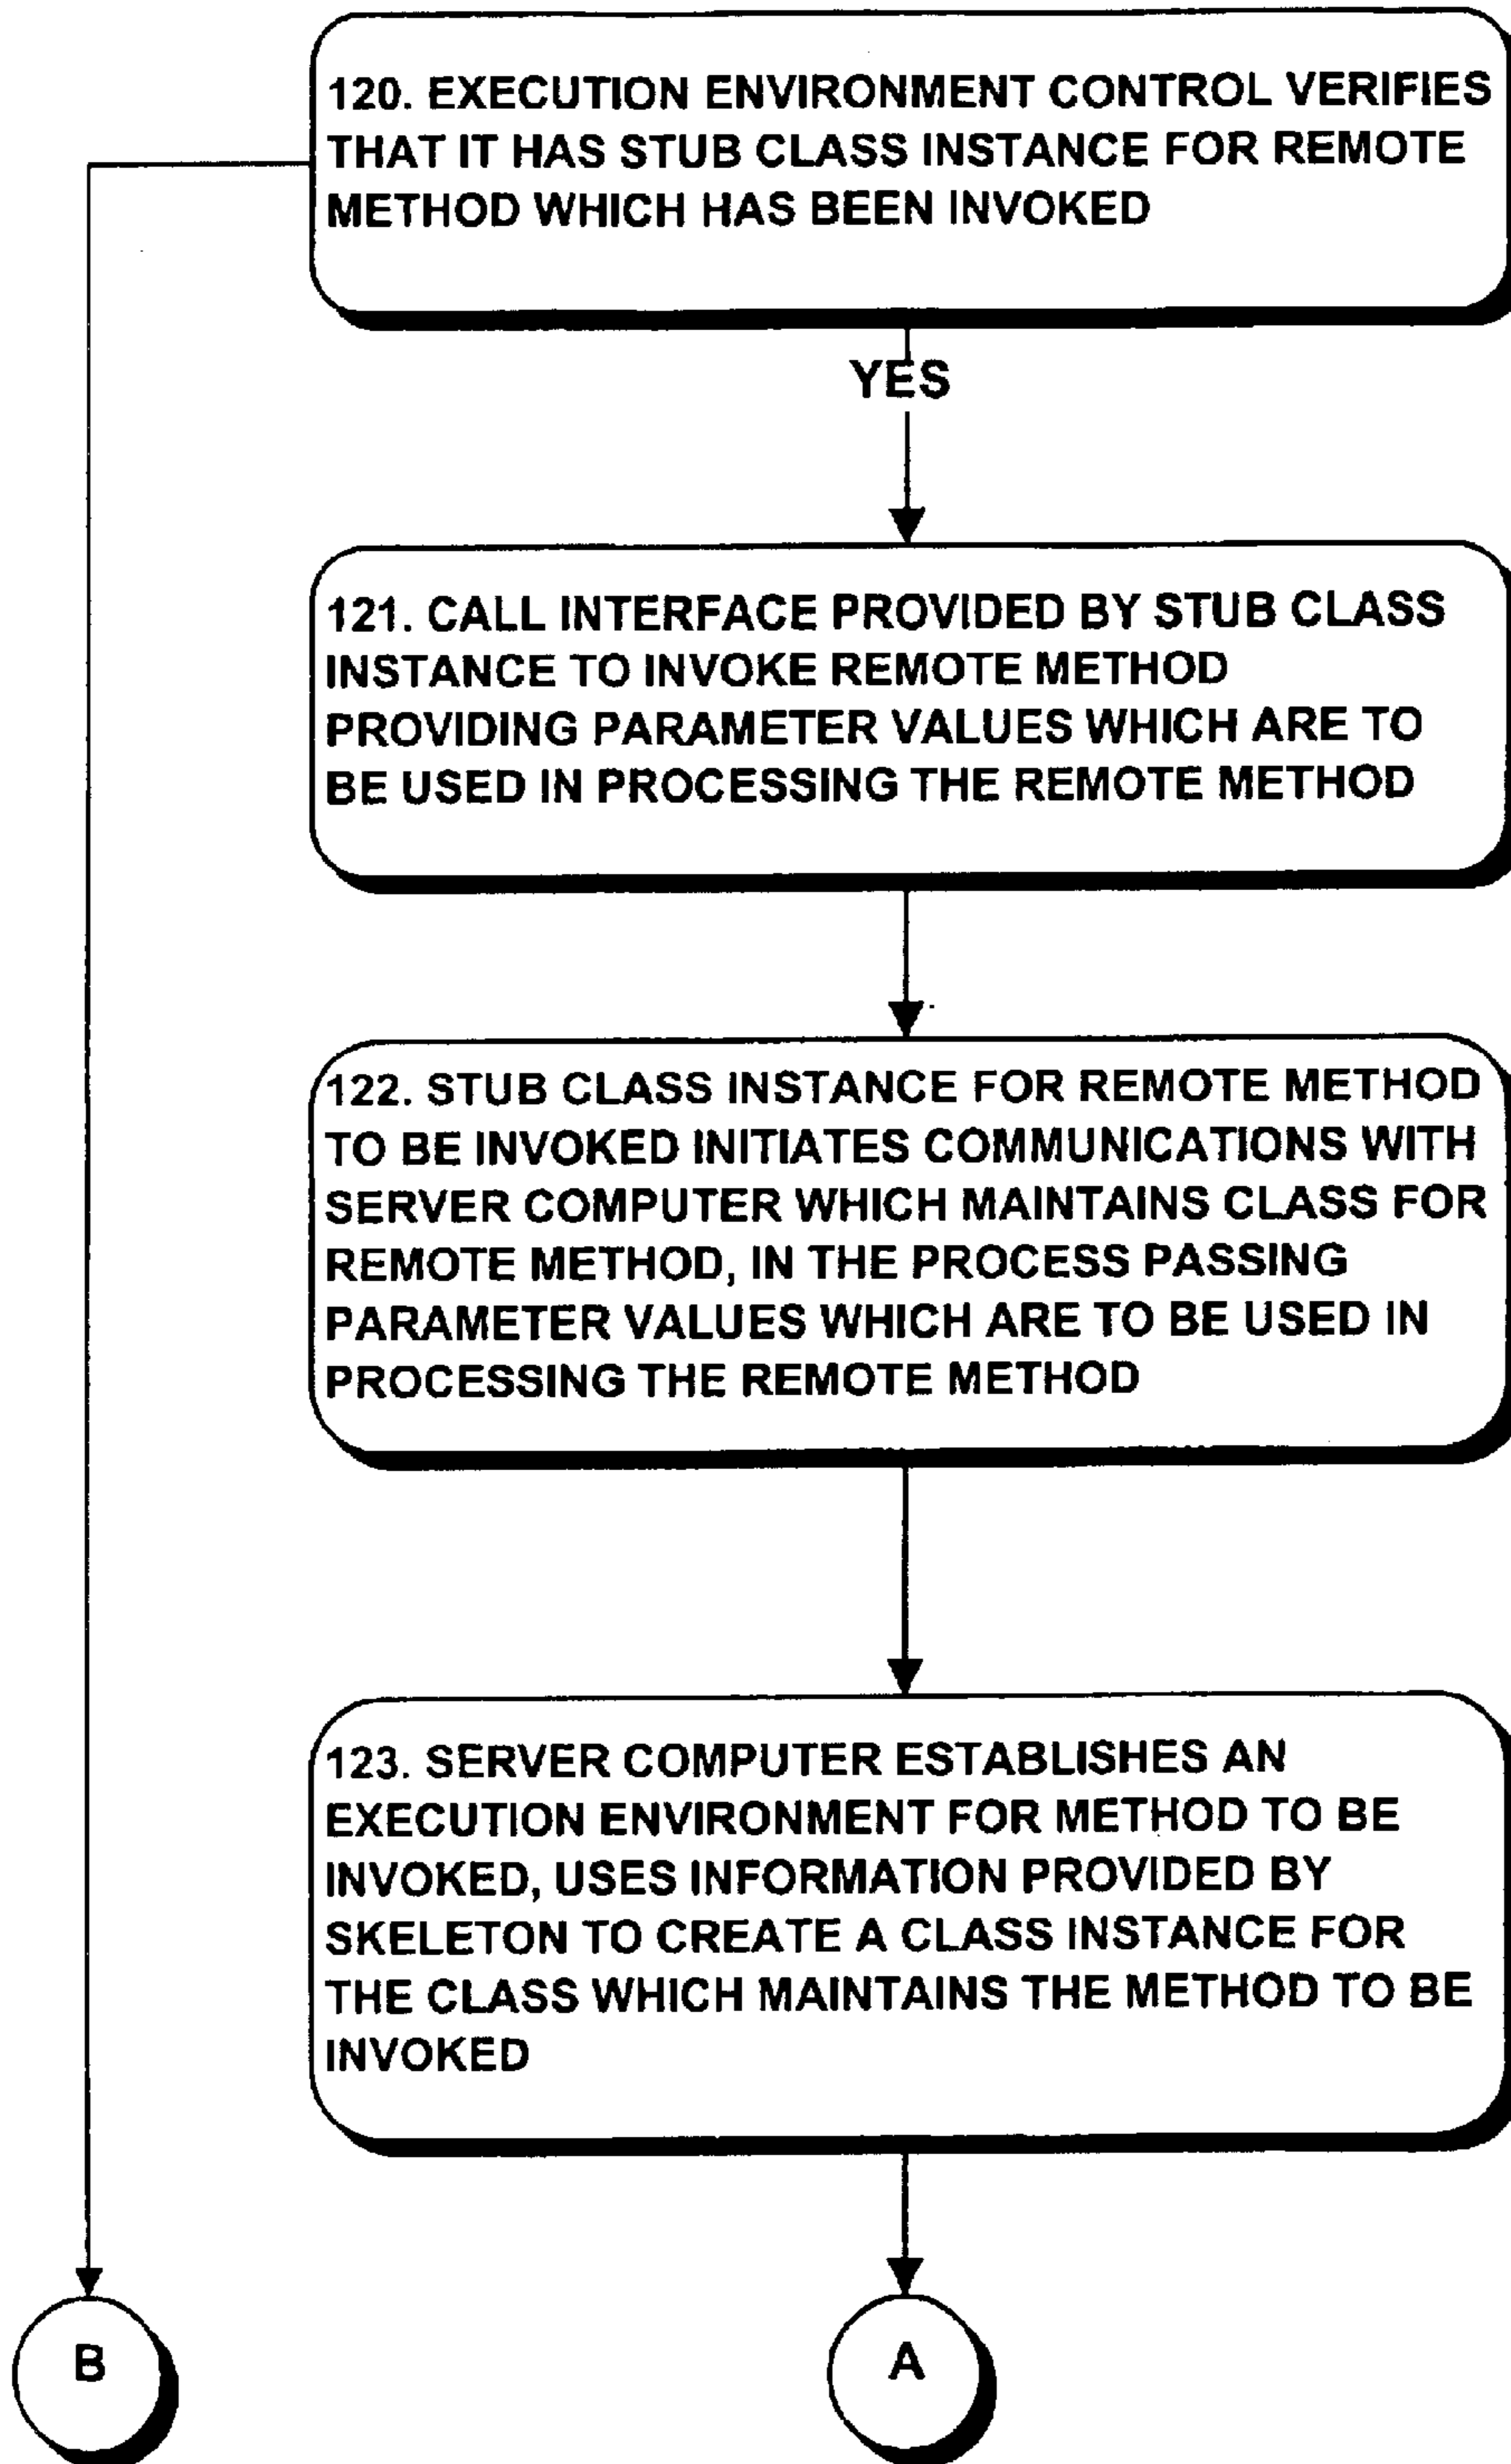 120. EXECUTION ENVIRONMENT CONTROL VERIFIES
THAT IT HAS STUB CLASS INSTANCE FOR REMOTE
METHOD WHICH HAS BEEN INVOKED
YES
121. CALL INTERFACE PROVIDED BY STUB CLASS
INSTANCE TO INVOKE REMOTE METHOD
PROVIDING PARAMETER VALUES WHICH ARE TO
BE USED IN PROCESSING THE REMOTE METHOD
122. STUB CLASS INSTANCE FOR REMOTE METHOD
TO BE INVOKED INITIATES COMMUNICATIONS WITH
SERVER COMPUTER WHICH MAINTAINS CLASS FOR
REMOTE METHOD, IN THE PROCESS PASSING
PARAMETER VALUES WHICH ARE TO BE USED IN
PROCESSING THE REMOTE METHOD
123. SERVER COMPUTER ESTABLISHES AN
EXECUTION ENVIRONMENT FOR METHOD TO BE
INVOKED, USES INFORMATION PROVIDED BY
SKELETON TO CREATE A CLASS INSTANCE FOR
THE CLASS WHICH MAINTAINS THE METHOD TO BE
INVOKED
B
A